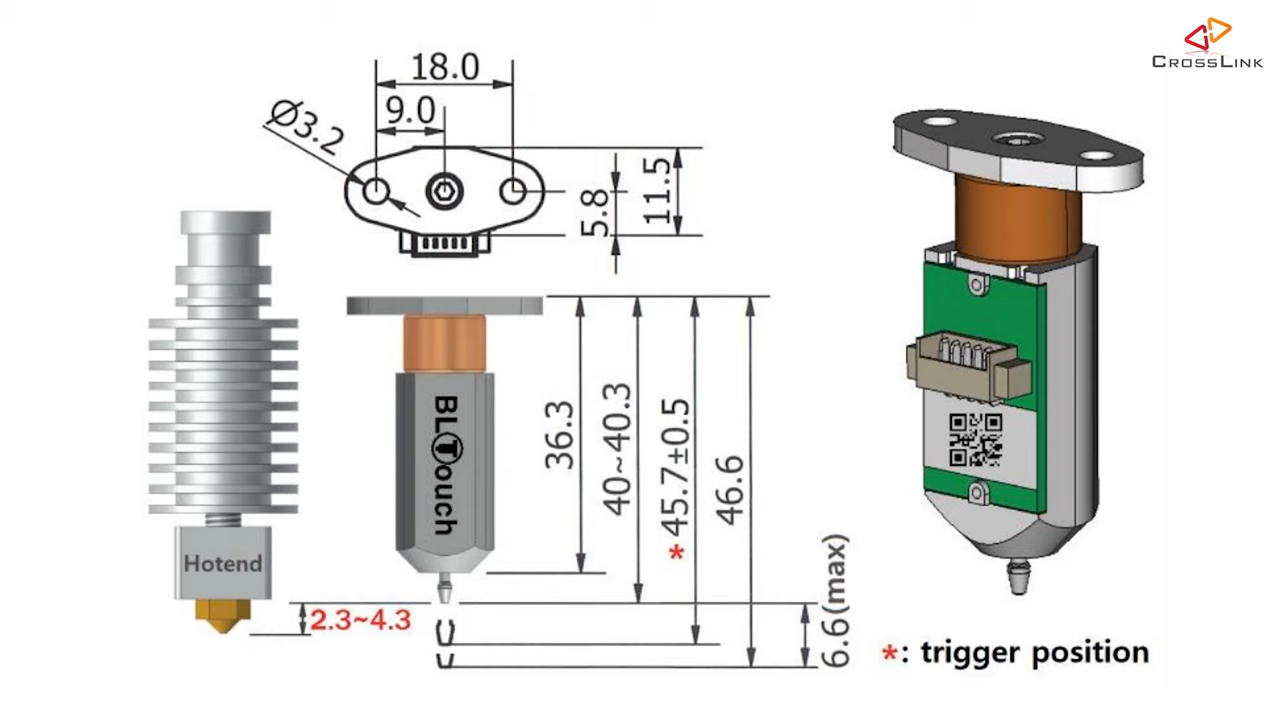 CROSSLINK
18.0
9.0
Ø3.2
5.8
11.5
BLTouch
Hotend
36.3
40~40.3
*45.7±0.5
46.6
2.3~4.3
6.6(max)
*: trigger position